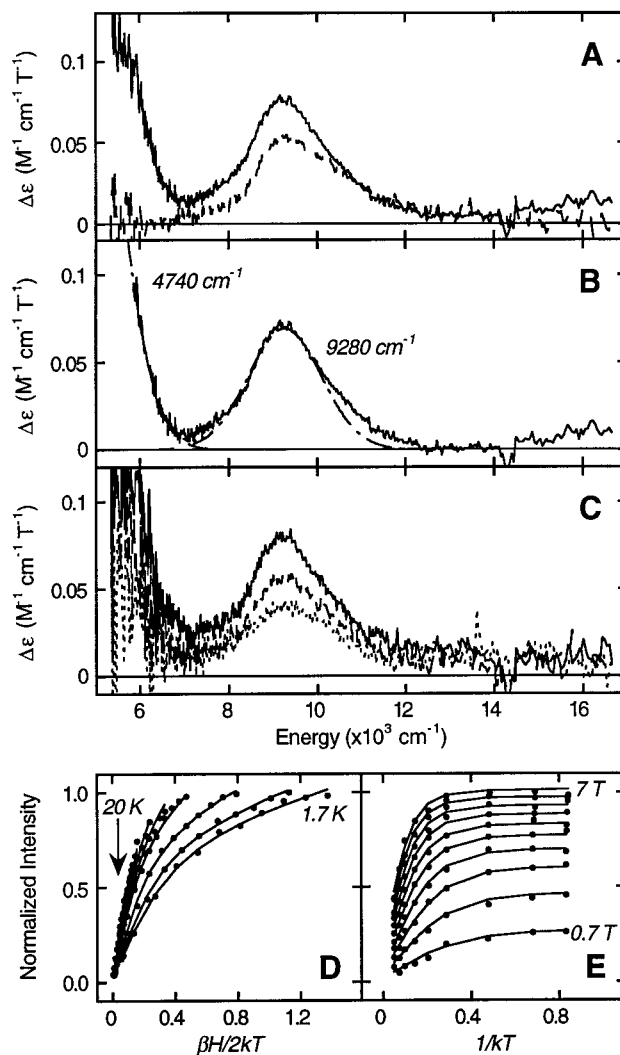 A
0.1
0.05
0
Δε (M⁻¹ cm⁻¹ T⁻¹)
B
4740 cm⁻¹
9280 cm⁻¹
0.1
0.05
0
Δε (M⁻¹ cm⁻¹ T⁻¹)
C
0.1
0.05
0
Δε (M⁻¹ cm⁻¹ T⁻¹)
6 8 10 12 14 16
Energy (x10³ cm⁻¹)
1.0
0.5
0.0
Normalized Intensity
20 K
1.7 K
D
0 0.4 0.8 1.2
βH/2kT
7 T
0.7 T
E
0 0.4 0.8
1/kT